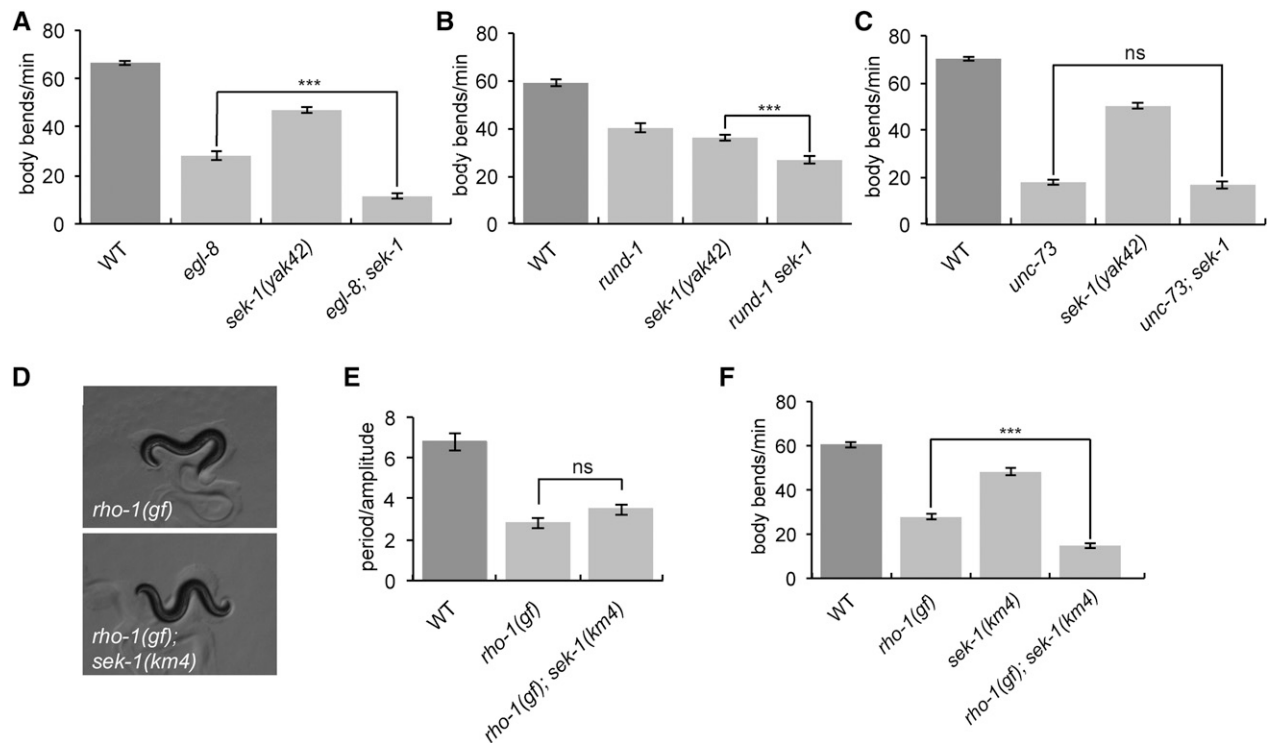 A
body bends/min
80
60
40
20
0
***
WT
egl-8
sek-1(yak42)
egl-8; sek-1
B
body bends/min
80
60
40
20
0
***
WT
rund-1
sek-1(yak42)
rund-1 sek-1
C
body bends/min
80
60
40
20
0
ns
WT
unc-73
sek-1(yak42)
unc-73; sek-1
D
rho-1(gf)
rho-1(gf);
sek-1(km4)
E
period/amplitude
8
6
4
2
0
ns
WT
rho-1(gf)
rho-1(gf); sek-1(km4)
F
body bends/min
80
60
40
20
0
***
WT
rho-1(gf)
sek-1(km4)
rho-1(gf); sek-1(km4)